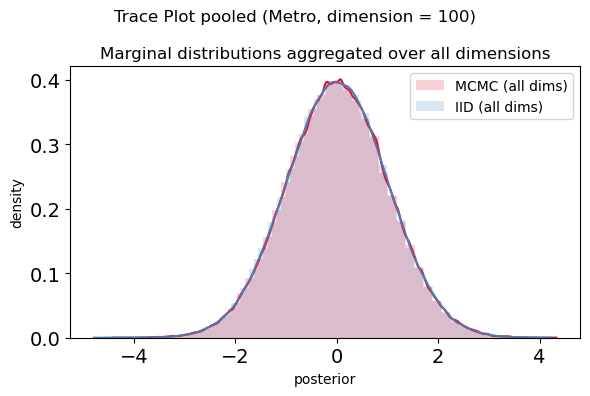 Trace Plot pooled (Metro, dimension = 100)
Marginal distributions aggregated over all dimensions
MCMC (all dims)
IID (all dims)
density
0.4
0.3
0.2
0.1
0.0
−4 −2 0 2 4
posterior